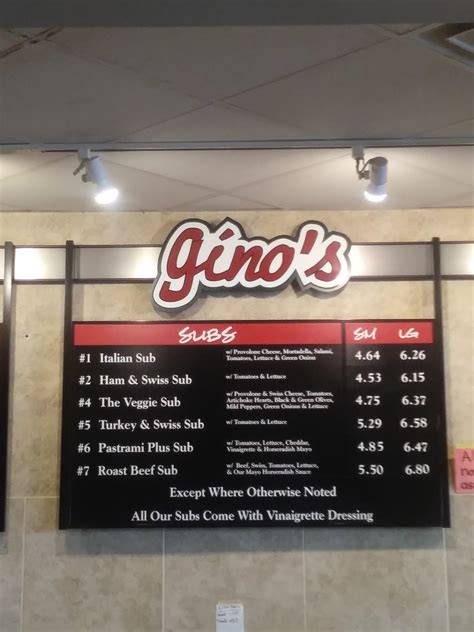 gino's
SUBS SM LG
#1 Italian Sub w/ Provolone Cheese, Mortadella, Salami, Tomatoes, Lettuce & Green Onion 4.64 6.26
#2 Ham & Swiss Sub w/ Tomatoes & Lettuce 4.53 6.15
#4 The Veggie Sub w/ Provolone & Swiss Cheese, Tomatoes, Artichoke Hearts, Black & Green Olives, Mild Peppers, Green Onions & Lettuce 4.75 6.37
#5 Turkey & Swiss Sub w/ Tomatoes & Lettuce 5.29 6.58
#6 Pastrami Plus Sub w/ Tomatoes, Lettuce, Cheddar, Vinaigrette & Horseradish Mayo 4.85 6.47
#7 Roast Beef Sub w/ Beef, Swiss, Tomatoes, Lettuce, & Our Mayo Horseradish Sauce 5.50 6.80
Except Where Otherwise Noted
All Our Subs Come With Vinaigrette Dressing